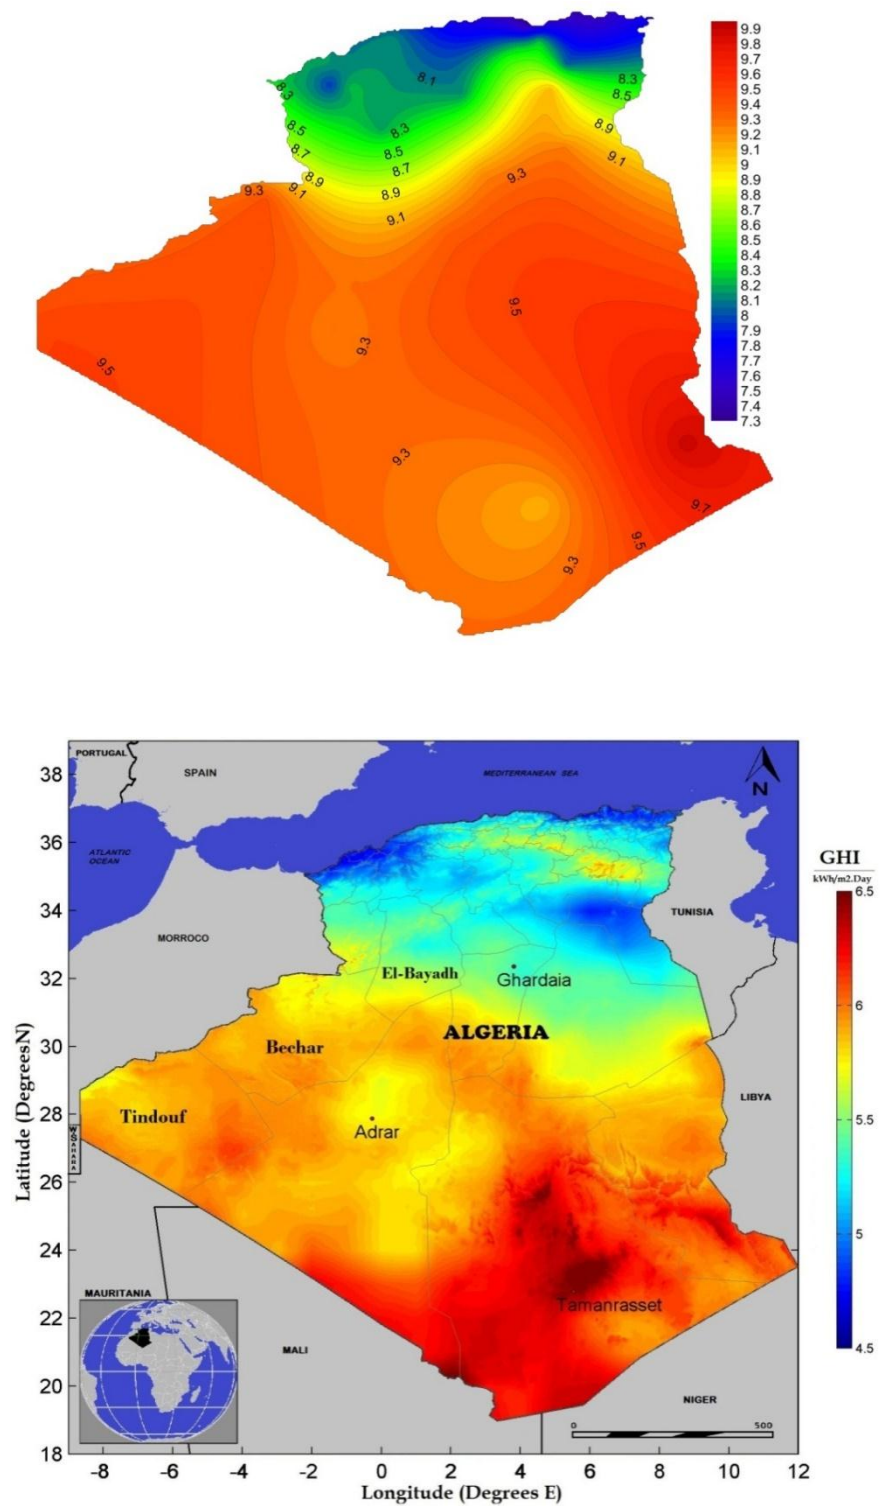 9.9
9.8
9.7
9.6
9.5
9.4
9.3
9.2
9.1
9
8.9
8.8
8.7
8.6
8.5
8.4
8.3
8.2
8.1
8
7.9
7.8
7.7
7.6
7.5
7.4
7.3
8.1
8.3
8.3
8.5
8.5
8.3
8.9
8.7
8.5
8.7
9.1
8.9
8.9
9.3
9.3
9.1
9.1
9.5
9.3
9.5
9.3
9.7
9.5
9.3
PORTUGAL
SPAIN
MEDITERRANEAN SEA
N
ATLANTIC
OCEAN
GHI
kWh/m2.Day
MORROCO
TUNISIA
El-Bayadh
Ghardaia
ALGERIA
Bechar
LIBYA
Tindouf
Adrar
W SAHARA
Tamanrasset
MAURITANIA
MALI
NIGER
0 500
6.5
6
5.5
5
4.5
38
36
34
32
30
28
26
24
22
20
18
Latitude (Degrees N)
-8 -6 -4 -2 0 2 4 6 8 10 12
Longitude (Degrees E)